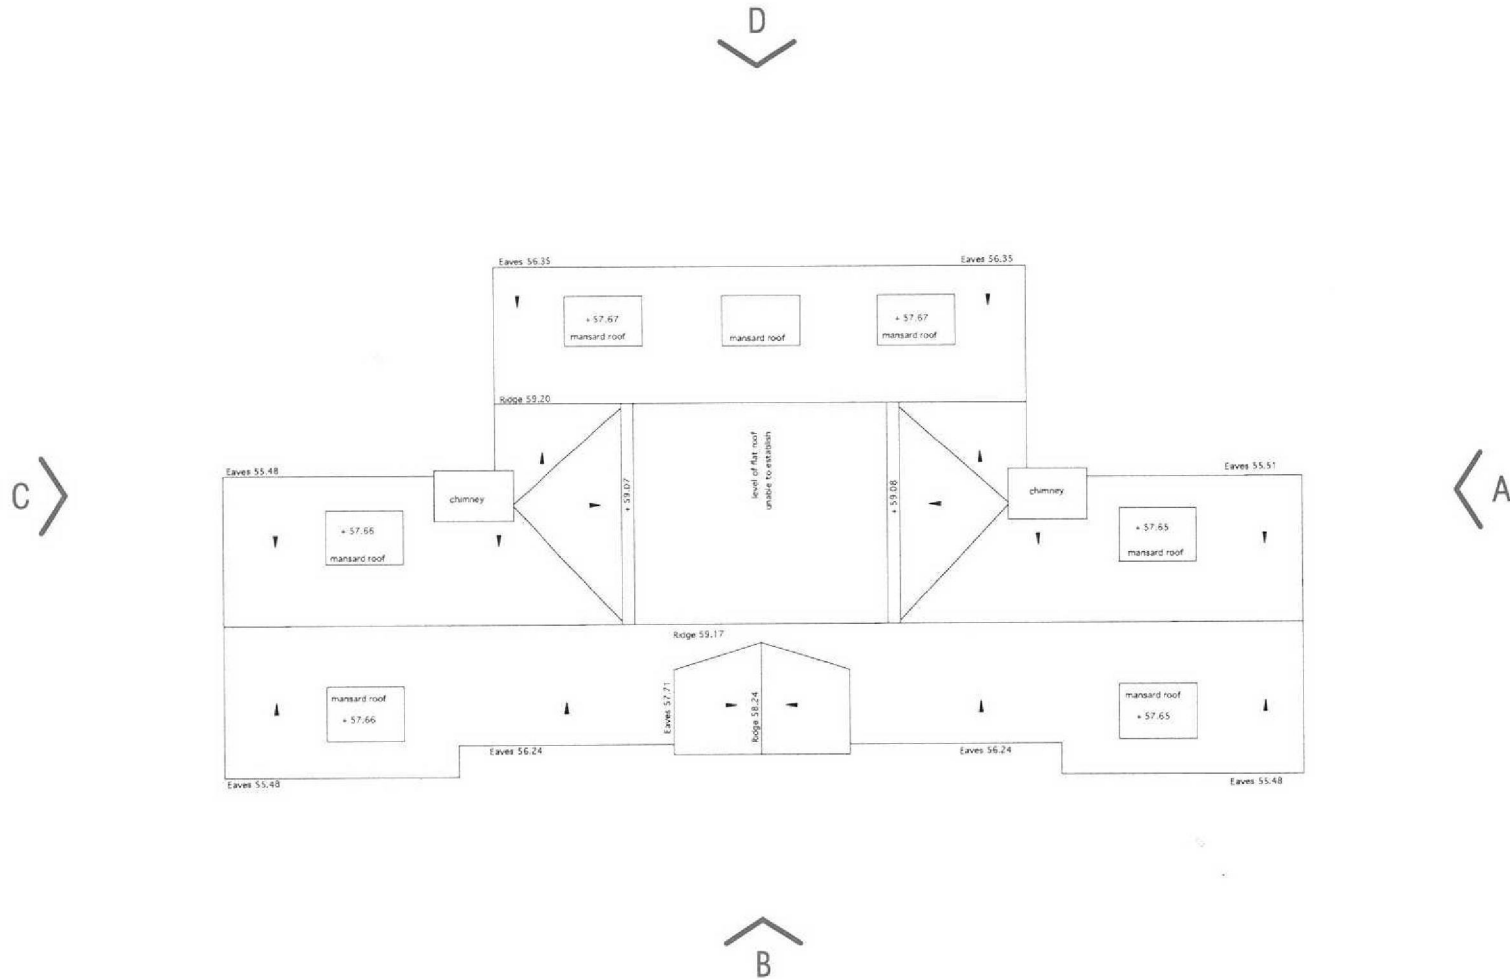 D
Eaves 56.35
Eaves 56.35
+ 57.67
mansard roof
mansard roof
+ 57.67
mansard roof
Ridge 59.20
level of flat roof
unable to establish
+ 59.07
+ 59.08
C
A
Eaves 55.48
Eaves 55.51
chimney
chimney
+ 57.66
mansard roof
+ 57.65
mansard roof
Ridge 59.17
mansard roof
+ 57.66
Eaves 57.71
Ridge 58.24
mansard roof
+ 57.65
Eaves 56.24
Eaves 56.24
Eaves 55.48
Eaves 55.48
B